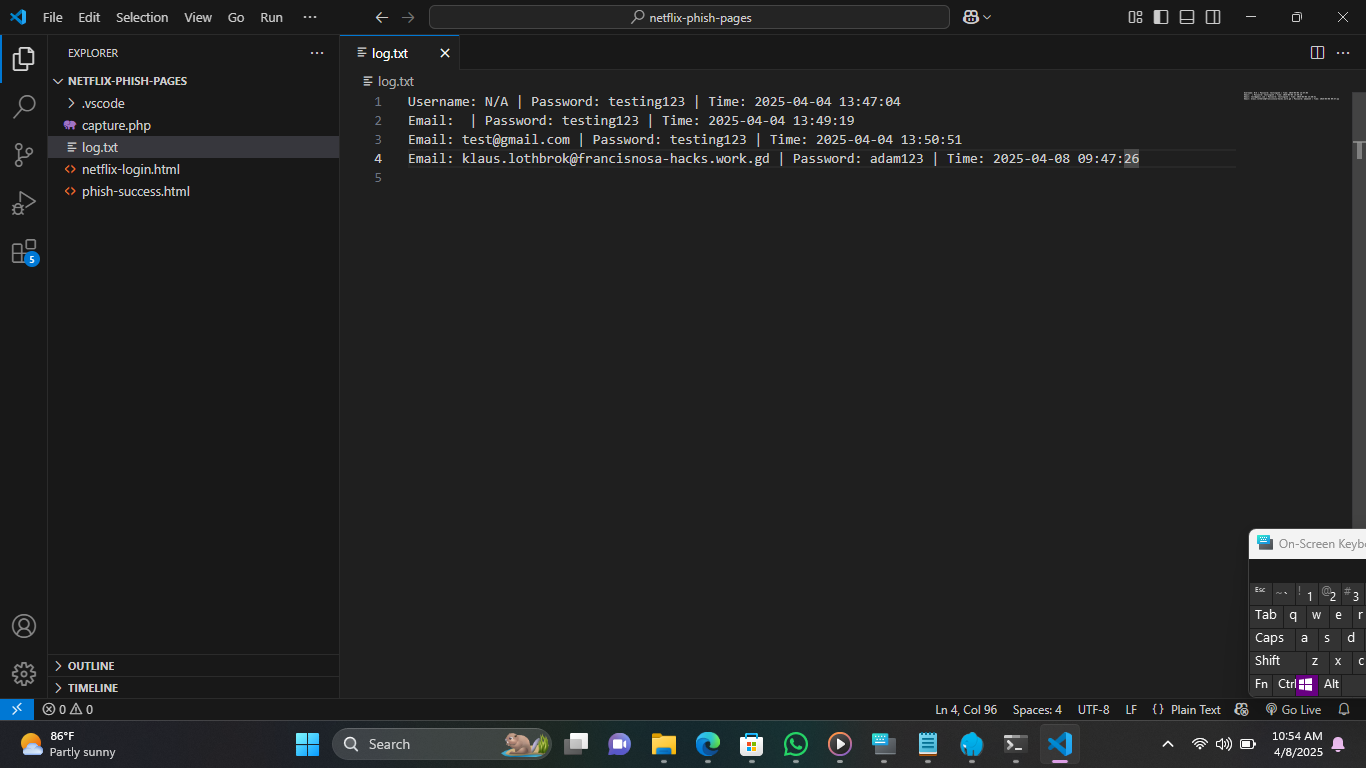 File Edit Selection View Go Run ··· netflix-phish-pages
EXPLORER ···
NETFLIX-PHISH-PAGES
.vscode
capture.php
log.txt
netflix-login.html
phish-success.html
5
OUTLINE
TIMELINE
log.txt
log.txt
1 Username: N/A | Password: testing123 | Time: 2025-04-04 13:47:04
2 Email:  | Password: testing123 | Time: 2025-04-04 13:49:19
3 Email: test@gmail.com | Password: testing123 | Time: 2025-04-04 13:50:51
4 Email: klaus.lothbrok@francisnosa-hacks.work.gd | Password: adam123 | Time: 2025-04-08 09:47:26
5
On-Screen Keyb
Esc ~ ` ! 1 @ 2 # 3
Tab q w e r
Caps a s d
Shift z x c
Fn Ctrl Alt
0 0 Ln 4, Col 96 Spaces: 4 UTF-8 LF {} Plain Text Go Live
86°F
Partly sunny
Search
10:54 AM
4/8/2025